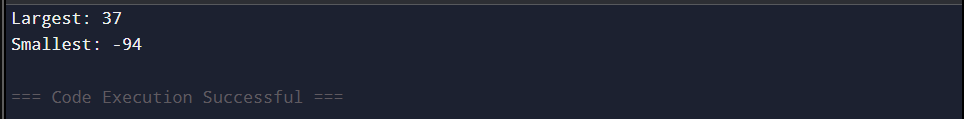 Largest: 37
Smallest: -94
=== Code Execution Successful ===